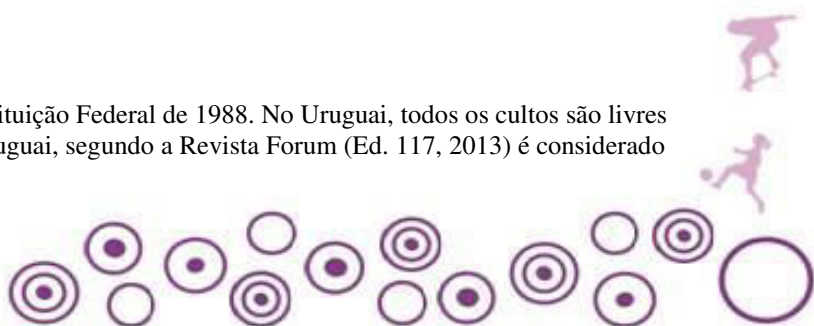 ituição Federal de 1988. No Uruguai, todos os cultos são livres
uguai, segundo a Revista Forum (Ed. 117, 2013) é considerado